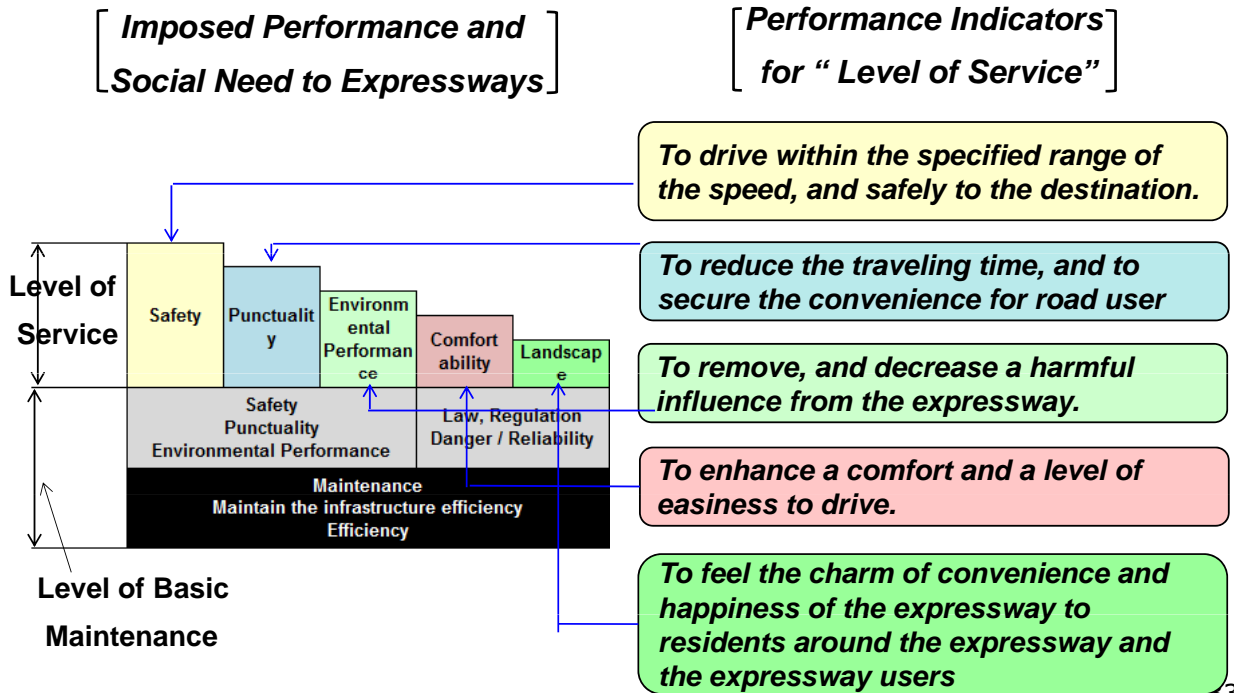 Imposed Performance and
Social Need to Expressways
Performance Indicators
for “ Level of Service”
To drive within the specified range of
the speed, and safely to the destination.
To reduce the traveling time, and to
secure the convenience for road user
To remove, and decrease a harmful
influence from the expressway.
To enhance a comfort and a level of
easiness to drive.
To feel the charm of convenience and
happiness of the expressway to
residents around the expressway and
the expressway users
Level of
Service
Safety
Punctualit
y
Environm
ental
Performan
ce
Comfort
ability
Landscap
e
Safety
Punctuality
Environmental Performance
Law, Regulation
Danger / Reliability
Maintenance
Maintain the infrastructure efficiency
Efficiency
Level of Basic
Maintenance